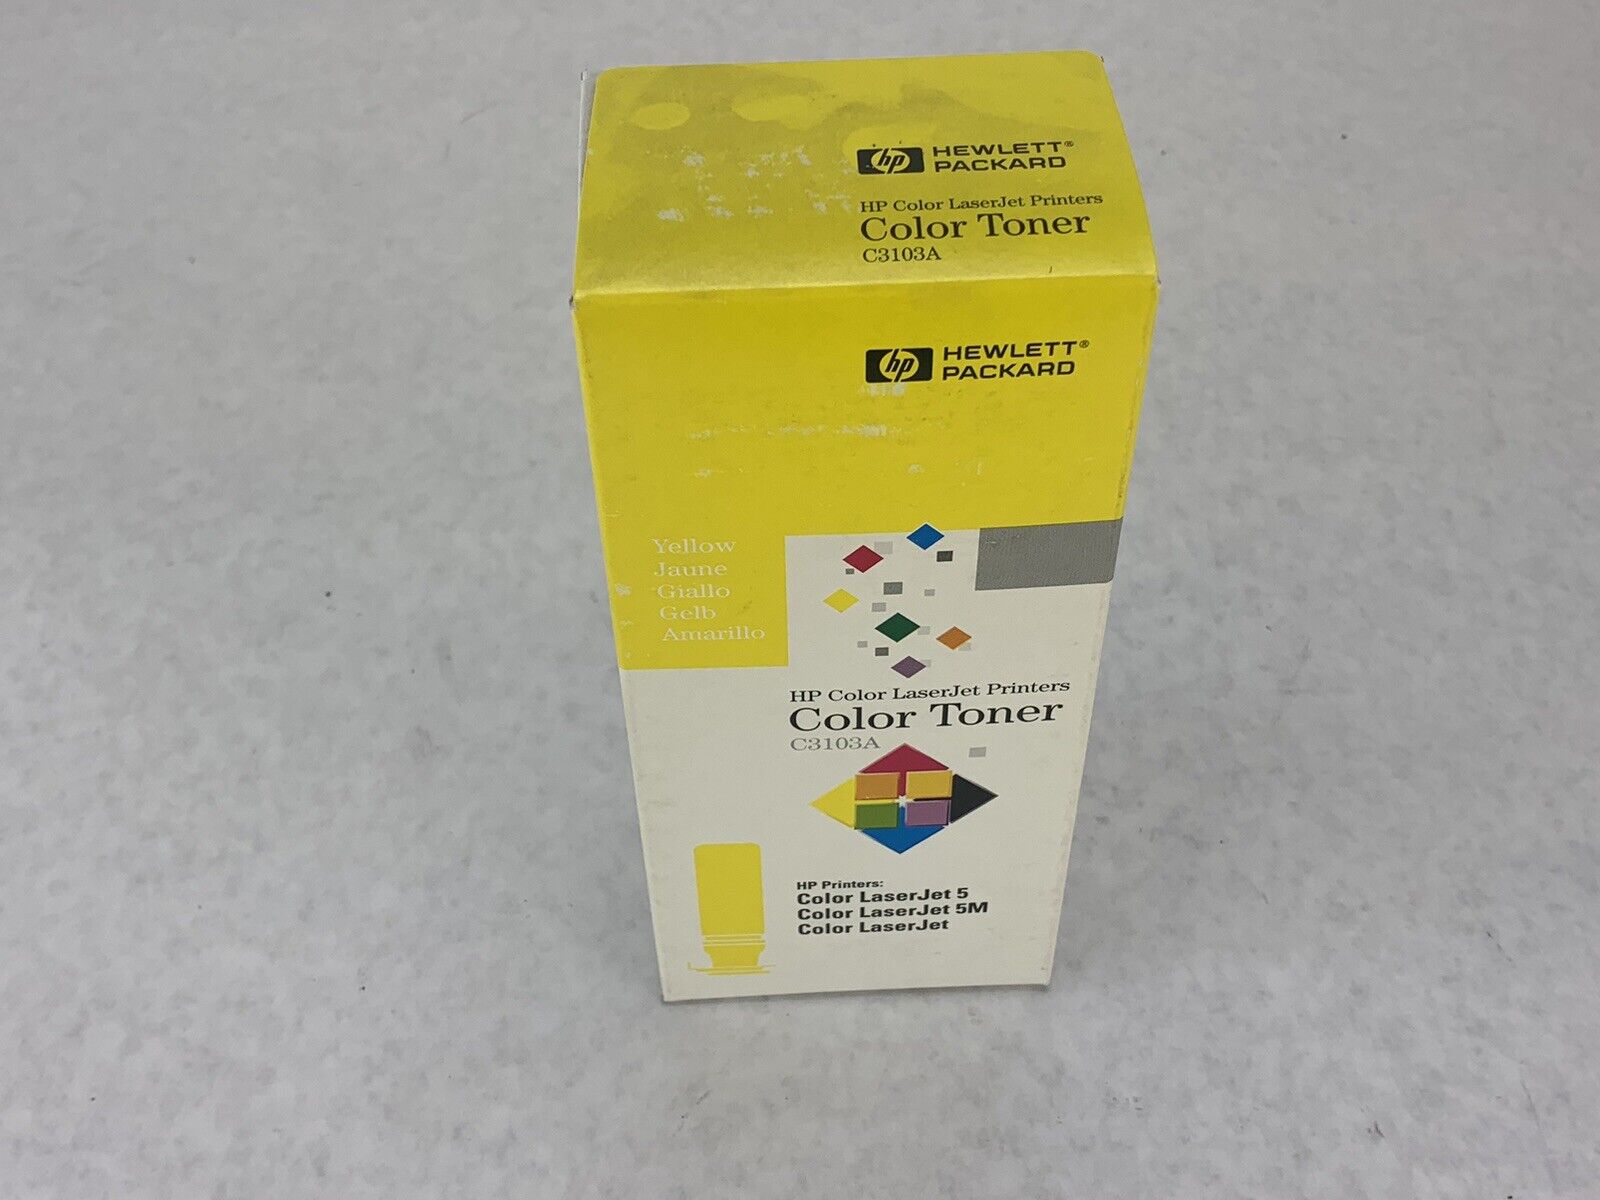 hp HEWLETT®
PACKARD
HP Color LaserJet Printers
Color Toner
C3103A
hp HEWLETT®
PACKARD
Yellow
Jaune
Giallo
Gelb
Amarillo
HP Color LaserJet Printers
Color Toner
C3103A
HP Printers:
Color LaserJet 5
Color LaserJet 5M
Color LaserJet